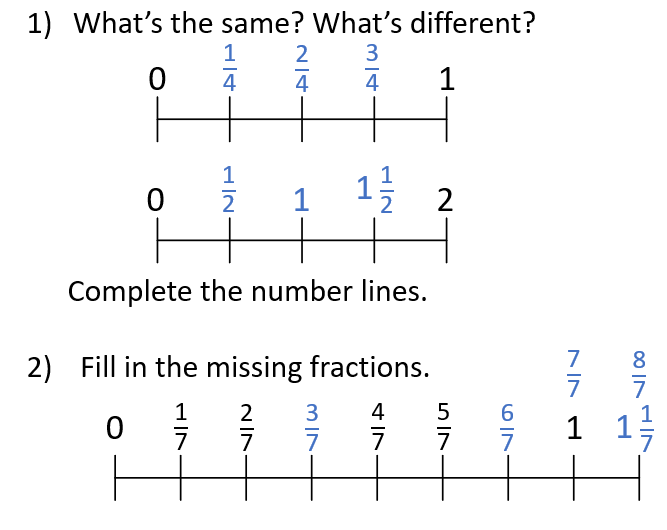 1) What's the same? What's different?
0 1/4 2/4 3/4 1
0 1/2 1 1 1/2 2
Complete the number lines.
2) Fill in the missing fractions.
7/7 8/7
0 1/7 2/7 3/7 4/7 5/7 6/7 1 1 1/7